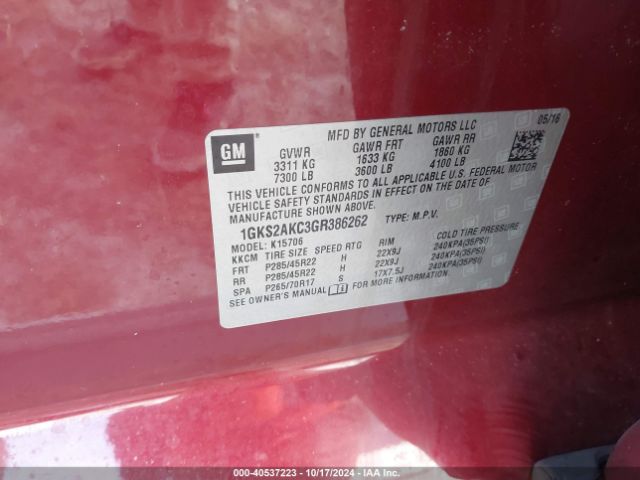 GM
MFD BY GENERAL MOTORS LLC 05/16
GVWR GAWR FRT GAWR RR
3311 KG 1633 KG 1860 KG
7300 LB 3600 LB 4100 LB
THIS VEHICLE CONFORMS TO ALL APPLICABLE U.S. FEDERAL MOTOR
VEHICLE SAFETY STANDARDS IN EFFECT ON THE DATE OF
MANUFACTURE SHOWN ABOVE.
1GKS2AKC3GR386262 TYPE: M.P.V.
MODEL: K15706
KKCM TIRE SIZE SPEED RTG RIM COLD TIRE PRESSURE
FRT P285/45R22 H 22X9J 240KPA(35PSI)
RR P285/45R22 H 22X9J 240KPA(35PSI)
SPA P265/70R17 S 17X7.5J 240KPA(35PSI)
SEE OWNER'S MANUAL FOR MORE INFORMATION.
000-40537223 - 10/17/2024 - IAA Inc.